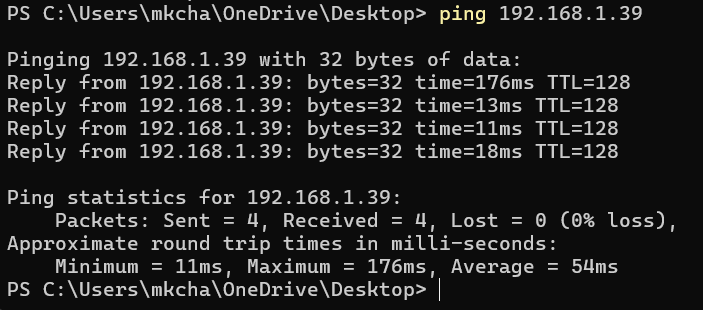 PS C:\Users\mkcha\OneDrive\Desktop> ping 192.168.1.39
Pinging 192.168.1.39 with 32 bytes of data:
Reply from 192.168.1.39: bytes=32 time=176ms TTL=128
Reply from 192.168.1.39: bytes=32 time=13ms TTL=128
Reply from 192.168.1.39: bytes=32 time=11ms TTL=128
Reply from 192.168.1.39: bytes=32 time=18ms TTL=128
Ping statistics for 192.168.1.39:
    Packets: Sent = 4, Received = 4, Lost = 0 (0% loss),
Approximate round trip times in milli-seconds:
    Minimum = 11ms, Maximum = 176ms, Average = 54ms
PS C:\Users\mkcha\OneDrive\Desktop>